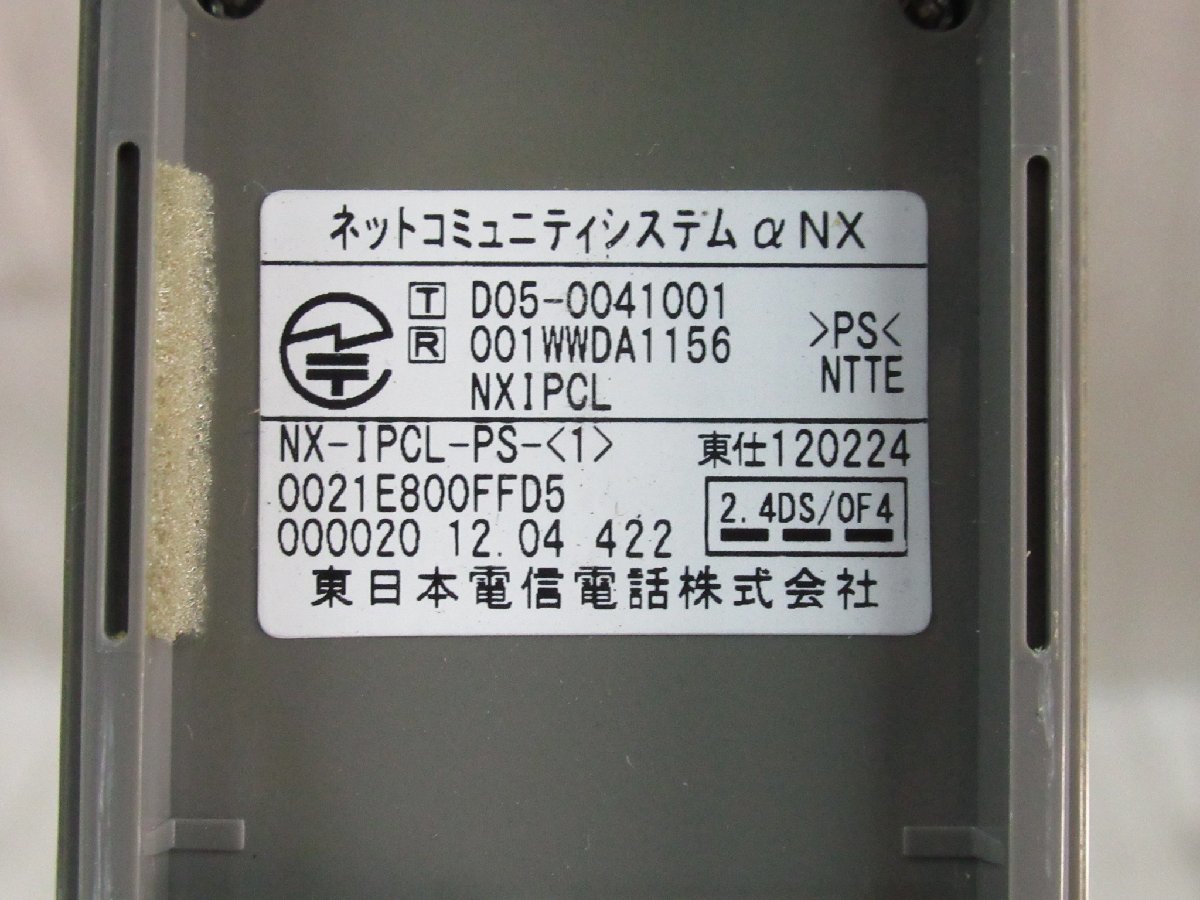 ネットコミュニティシステム αNX
T D05-0041001
R 001WWDA1156
NXIPCL
>PS<
NTTE
NX-IPCL-PS-<1>
東仕120224
0021E800FFD5
2.4DS/OF4
000020 12.04 422
東日本電信電話株式会社